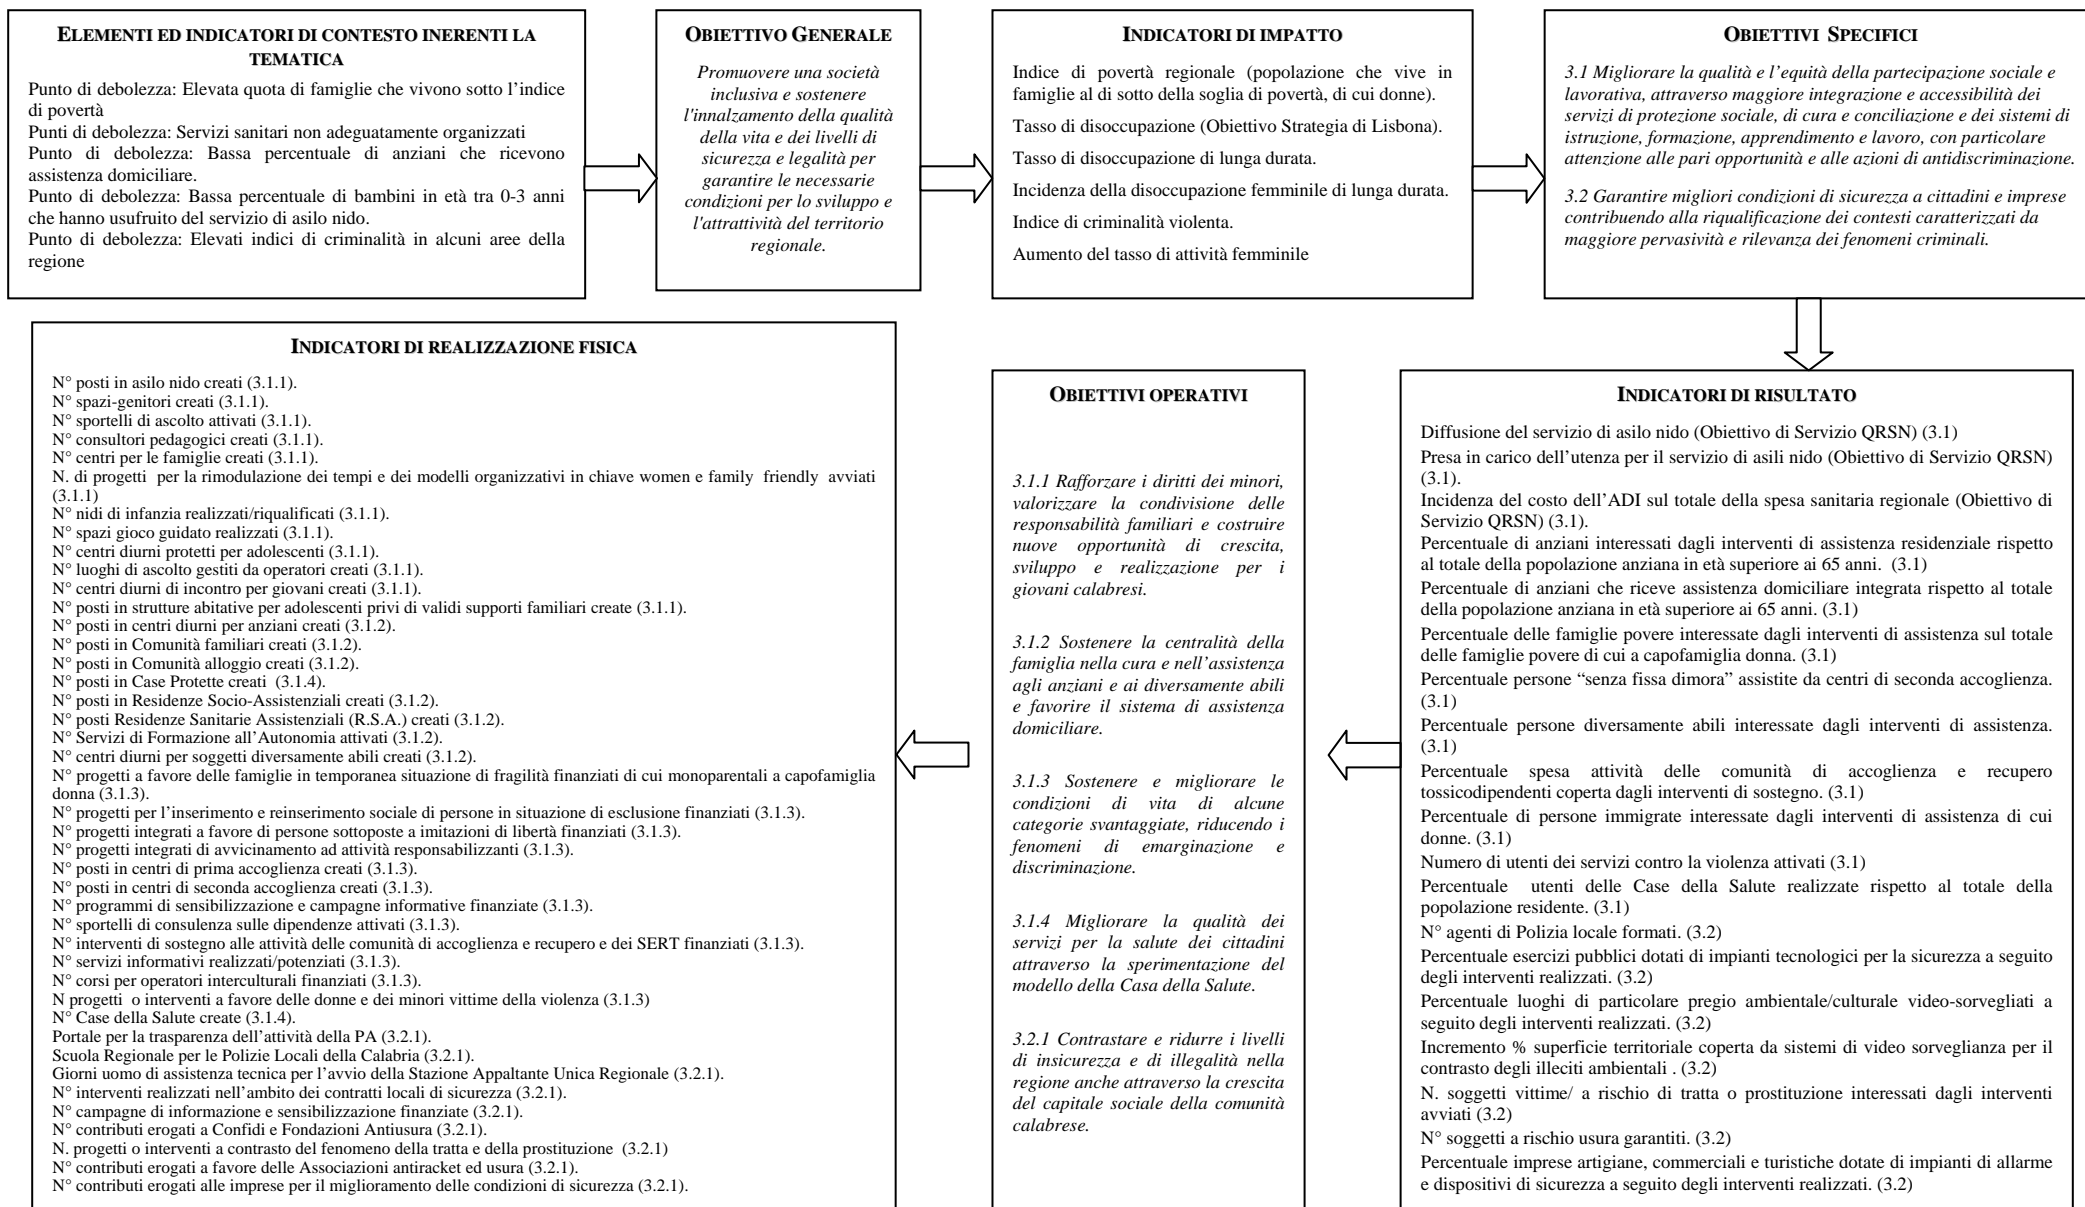 ELEMENTI ED INDICATORI DI CONTESTO INERENTI LA
TEMATICA
Punto di debolezza: Elevata quota di famiglie che vivono sotto l'indice
di povertà
Punti di debolezza: Servizi sanitari non adeguatamente organizzati
Punto di debolezza: Bassa percentuale di anziani che ricevono
assistenza domiciliare.
Punto di debolezza: Bassa percentuale di bambini in età tra 0-3 anni
che hanno usufruito del servizio di asilo nido.
Punto di debolezza: Elevati indici di criminalità in alcuni aree della
regione
OBIETTIVO GENERALE
Promuovere una società
inclusiva e sostenere
l'innalzamento della qualità
della vita e dei livelli di
sicurezza e legalità per
garantire le necessarie
condizioni per lo sviluppo e
l'attrattività del territorio
regionale.
INDICATORI DI IMPATTO
Indice di povertà regionale (popolazione che vive in
famiglie al di sotto della soglia di povertà, di cui donne).
Tasso di disoccupazione (Obiettivo Strategia di Lisbona).
Tasso di disoccupazione di lunga durata.
Incidenza della disoccupazione femminile di lunga durata.
Indice di criminalità violenta.
Aumento del tasso di attività femminile
OBIETTIVI SPECIFICI
3.1 Migliorare la qualità e l'equità della partecipazione sociale e
lavorativa, attraverso maggiore integrazione e accessibilità dei
servizi di protezione sociale, di cura e conciliazione e dei sistemi di
istruzione, formazione, apprendimento e lavoro, con particolare
attenzione alle pari opportunità e alle azioni di antidiscriminazione.
3.2 Garantire migliori condizioni di sicurezza a cittadini e imprese
contribuendo alla riqualificazione dei contesti caratterizzati da
maggiore pervasività e rilevanza dei fenomeni criminali.
INDICATORI DI REALIZZAZIONE FISICA
N° posti in asilo nido creati (3.1.1).
N° spazi-genitori creati (3.1.1).
N° sportelli di ascolto attivati (3.1.1).
N° consultori pedagogici creati (3.1.1).
N° centri per le famiglie creati (3.1.1).
N. di progetti per la rimodulazione dei tempi e dei modelli organizzativi in chiave women e family friendly avviati
(3.1.1)
N° nidi di infanzia realizzati/riqualificati (3.1.1).
N° spazi gioco guidato realizzati (3.1.1).
N° centri diurni protetti per adolescenti (3.1.1).
N° luoghi di ascolto gestiti da operatori creati (3.1.1).
N° centri diurni di incontro per giovani creati (3.1.1).
N° posti in strutture abitative per adolescenti privi di validi supporti familiari create (3.1.1).
N° posti in centri diurni per anziani creati (3.1.2).
N° posti in Comunità familiari creati (3.1.2).
N° posti in Comunità alloggio creati (3.1.2).
N° posti in Case Protette creati (3.1.4).
N° posti in Residenze Socio-Assistenziali creati (3.1.2).
N° posti Residenze Sanitarie Assistenziali (R.S.A.) creati (3.1.2).
N° Servizi di Formazione all'Autonomia attivati (3.1.2).
N° centri diurni per soggetti diversamente abili creati (3.1.2).
N° progetti a favore delle famiglie in temporanea situazione di fragilità finanziati di cui monoparentali a capofamiglia
donna (3.1.3).
N° progetti per l'inserimento e reinserimento sociale di persone in situazione di esclusione finanziati (3.1.3).
N° progetti integrati a favore di persone sottoposte a imitazioni di libertà finanziati (3.1.3).
N° progetti integrati di avvicinamento ad attività responsabilizzanti (3.1.3).
N° posti in centri di prima accoglienza creati (3.1.3).
N° posti in centri di seconda accoglienza creati (3.1.3).
N° programmi di sensibilizzazione e campagne informative finanziate (3.1.3).
N° sportelli di consulenza sulle dipendenze attivati (3.1.3).
N° interventi di sostegno alle attività delle comunità di accoglienza e recupero e dei SERT finanziati (3.1.3).
N° servizi informativi realizzati/potenziati (3.1.3).
N° corsi per operatori interculturali finanziati (3.1.3).
N progetti o interventi a favore delle donne e dei minori vittime della violenza (3.1.3)
N° Case della Salute create (3.1.4).
Portale per la trasparenza dell'attività della PA (3.2.1).
Scuola Regionale per le Polizie Locali della Calabria (3.2.1).
Giorni uomo di assistenza tecnica per l'avvio della Stazione Appaltante Unica Regionale (3.2.1).
N° interventi realizzati nell'ambito dei contratti locali di sicurezza (3.2.1).
N° campagne di informazione e sensibilizzazione finanziate (3.2.1).
N° contributi erogati a Confidi e Fondazioni Antiusura (3.2.1).
N. progetti o interventi a contrasto del fenomeno della tratta e della prostituzione (3.2.1)
N° contributi erogati a favore delle Associazioni antiracket ed usura (3.2.1).
N° contributi erogati alle imprese per il miglioramento delle condizioni di sicurezza (3.2.1).
OBIETTIVI OPERATIVI
3.1.1 Rafforzare i diritti dei minori,
valorizzare la condivisione delle
responsabilità familiari e costruire
nuove opportunità di crescita,
sviluppo e realizzazione per i
giovani calabresi.
3.1.2 Sostenere la centralità della
famiglia nella cura e nell'assistenza
agli anziani e ai diversamente abili
e favorire il sistema di assistenza
domiciliare.
3.1.3 Sostenere e migliorare le
condizioni di vita di alcune
categorie svantaggiate, riducendo i
fenomeni di emarginazione e
discriminazione.
3.1.4 Migliorare la qualità dei
servizi per la salute dei cittadini
attraverso la sperimentazione del
modello della Casa della Salute.
3.2.1 Contrastare e ridurre i livelli
di insicurezza e di illegalità nella
regione anche attraverso la crescita
del capitale sociale della comunità
calabrese.
INDICATORI DI RISULTATO
Diffusione del servizio di asilo nido (Obiettivo di Servizio QRSN) (3.1)
Presa in carico dell'utenza per il servizio di asili nido (Obiettivo di Servizio QRSN)
(3.1).
Incidenza del costo dell'ADI sul totale della spesa sanitaria regionale (Obiettivo di
Servizio QRSN) (3.1).
Percentuale di anziani interessati dagli interventi di assistenza residenziale rispetto
al totale della popolazione anziana in età superiore ai 65 anni. (3.1)
Percentuale di anziani che riceve assistenza domiciliare integrata rispetto al totale
della popolazione anziana in età superiore ai 65 anni. (3.1)
Percentuale delle famiglie povere interessate dagli interventi di assistenza sul totale
delle famiglie povere di cui a capofamiglia donna. (3.1)
Percentuale persone "senza fissa dimora" assistite da centri di seconda accoglienza.
(3.1)
Percentuale persone diversamente abili interessate dagli interventi di assistenza.
(3.1)
Percentuale spesa attività delle comunità di accoglienza e recupero
tossicodipendenti coperta dagli interventi di sostegno. (3.1)
Percentuale di persone immigrate interessate dagli interventi di assistenza di cui
donne. (3.1)
Numero di utenti dei servizi contro la violenza attivati (3.1)
Percentuale utenti delle Case della Salute realizzate rispetto al totale della
popolazione residente. (3.1)
N° agenti di Polizia locale formati. (3.2)
Percentuale esercizi pubblici dotati di impianti tecnologici per la sicurezza a seguito
degli interventi realizzati. (3.2)
Percentuale luoghi di particolare pregio ambientale/culturale video-sorvegliati a
seguito degli interventi realizzati. (3.2)
Incremento % superficie territoriale coperta da sistemi di video sorveglianza per il
contrasto degli illeciti ambientali . (3.2)
N. soggetti vittime/ a rischio di tratta o prostituzione interessati dagli interventi
avviati (3.2)
N° soggetti a rischio usura garantiti. (3.2)
Percentuale imprese artigiane, commerciali e turistiche dotate di impianti di allarme
e dispositivi di sicurezza a seguito degli interventi realizzati. (3.2)